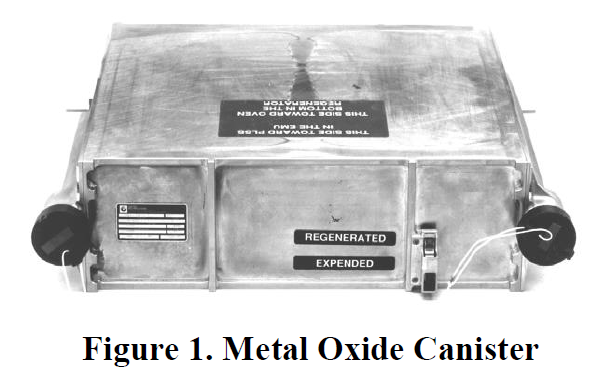 THIS SIDE TOWARD PLSS
IN THE EMU
THIS SIDE TOWARD OVEN
BOTTOM IN THE
REGENERATOR
REGENERATED
EXPENDED
Figure 1. Metal Oxide Canister